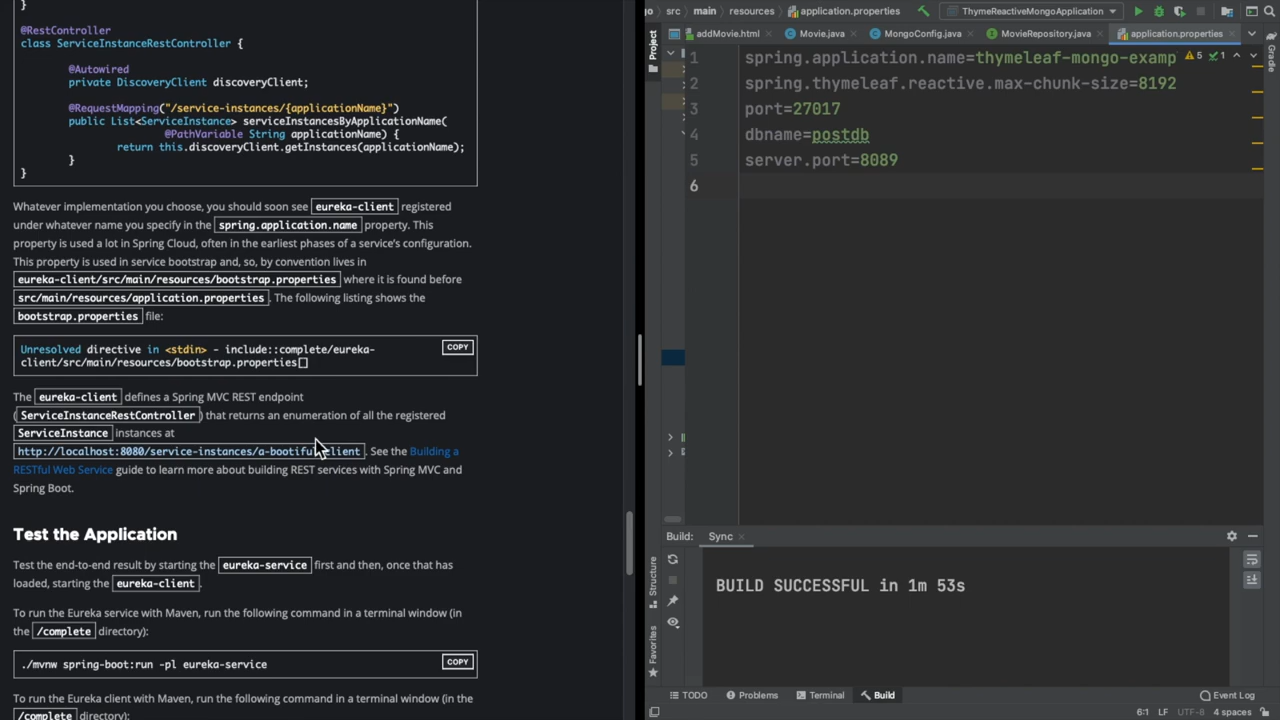 }
@RestController
class ServiceInstanceRestController {
@Autowired
private DiscoveryClient discoveryClient;
@RequestMapping("/service-instances/{applicationName}")
public List<ServiceInstance> serviceInstancesByApplicationName(
@PathVariable String applicationName) {
return this.discoveryClient.getInstances(applicationName);
}
}
Whatever implementation you choose, you should soon see eureka-client registered
under whatever name you specify in the spring.application.name property. This
property is used a lot in Spring Cloud, often in the earliest phases of a service's configuration.
This property is used in service bootstrap and, so, by convention lives in
eureka-client/src/main/resources/bootstrap.properties where it is found before
src/main/resources/application.properties. The following listing shows the
bootstrap.properties file:
Unresolved directive in <stdin> - include::complete/eureka-
client/src/main/resources/bootstrap.properties[]
COPY
The eureka-client defines a Spring MVC REST endpoint
(ServiceInstanceRestController) that returns an enumeration of all the registered
ServiceInstance instances at
http://localhost:8080/service-instances/a-bootiful-client. See the Building a
RESTful Web Service guide to learn more about building REST services with Spring MVC and
Spring Boot.
Test the Application
Test the end-to-end result by starting the eureka-service first and then, once that has
loaded, starting the eureka-client.
To run the Eureka service with Maven, run the following command in a terminal window (in
the /complete directory):
./mvnw spring-boot:run -pl eureka-service
COPY
To run the Eureka client with Maven, run the following command in a terminal window (in the
/complete directory):
src main resources application.properties ThymeReactiveMongoApplication
addMovie.html Movie.java MongoConfig.java MovieRepository.java application.properties
Project
Gradle
1 spring.application.name=thymeleaf-mongo-examp 5 1
2 spring.thymeleaf.reactive.max-chunk-size=8192
3 port=27017
4 dbname=postdb
5 server.port=8089
6
Build: Sync
BUILD SUCCESSFUL in 1m 53s
Structure
Favorites
TODO Problems Terminal Build Event Log
6:1 LF UTF-8 4 spaces